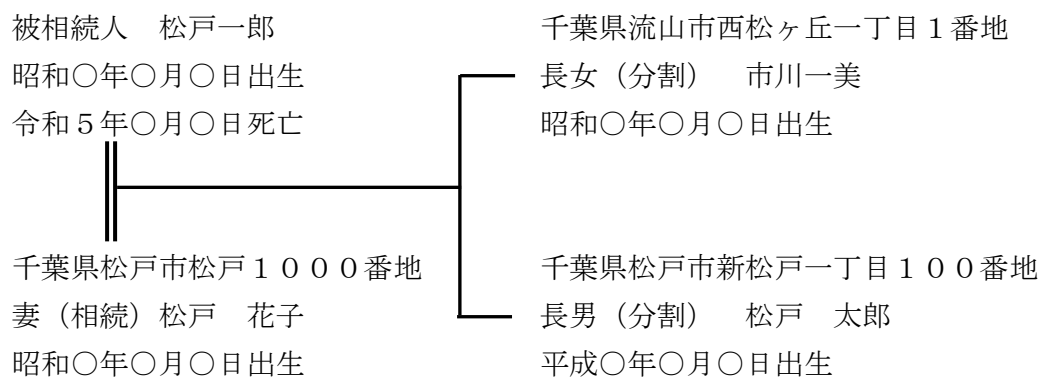 被相続人　松戸一郎
昭和○年○月○日出生
令和５年○月○日死亡
千葉県流山市西松ヶ丘一丁目１番地
長女（分割）　市川一美
昭和○年○月○日出生
千葉県松戸市松戸１０００番地
妻（相続）松戸　花子
昭和○年○月○日出生
千葉県松戸市新松戸一丁目１００番地
長男（分割）　松戸　太郎
平成○年○月○日出生